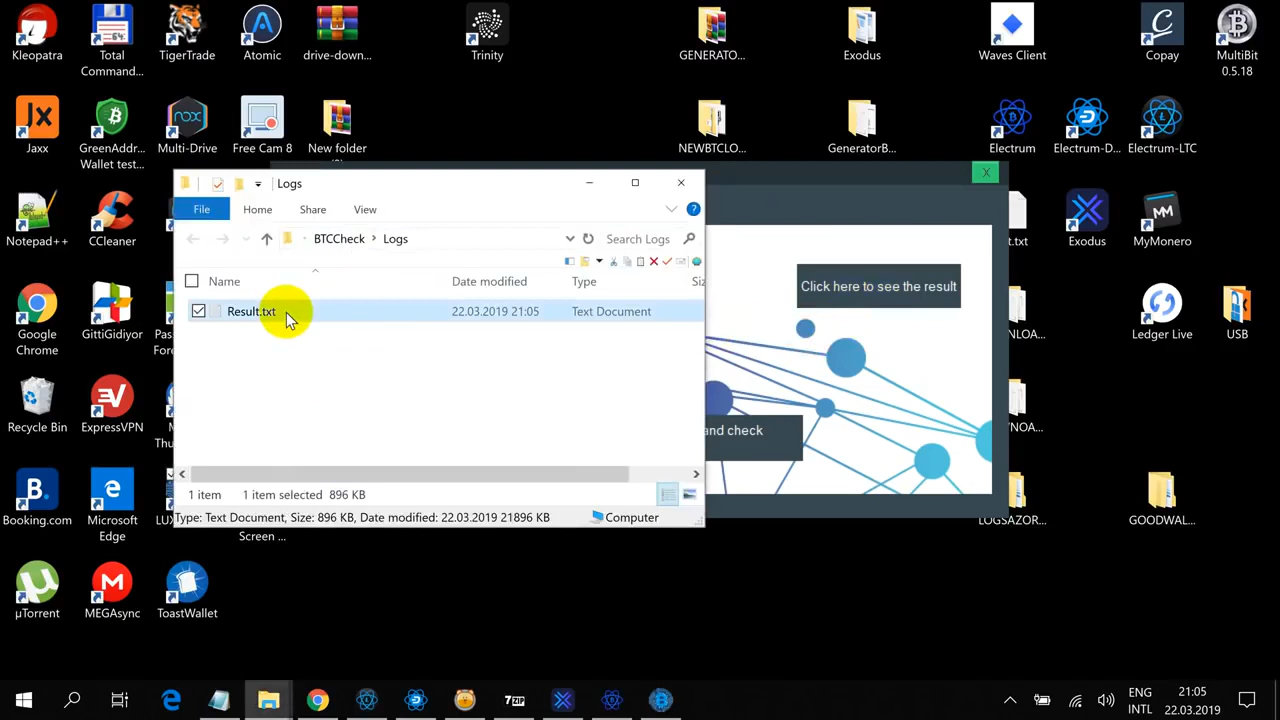 Kleopatra
Total
Comman...
TigerTrade
Atomic
drive-down...
Trinity
GENERATO...
Exodus
Waves Client
Copay
MultiBit
0.5.18
Jaxx
GreenAddr...
Wallet test...
Multi-Drive
Free Cam 8
New folder
NEWBTCLO...
GeneratorB...
Electrum
Electrum-D...
Electrum-LTC
X
Logs
File
Home
Share
View
BTCCheck
Logs
Search Logs
Name
Date modified
Type
Result.txt
22.03.2019 21:05
Text Document
1 item
1 item selected 896 KB
Type: Text Document, Size: 896 KB, Date modified: 22.03.2019 21896 KB
Computer
Click here to see the result
and check
Notepad++
CCleaner
Exodus
MyMonero
Google
Chrome
GittiGidiyor
Ledger Live
USB
Recycle Bin
ExpressVPN
Booking.com
Microsoft
Edge
Screen ...
LOGSAZOR...
GOODWAL...
µTorrent
MEGAsync
ToastWallet
7ZIP
ENG
INTL
21:05
22.03.2019